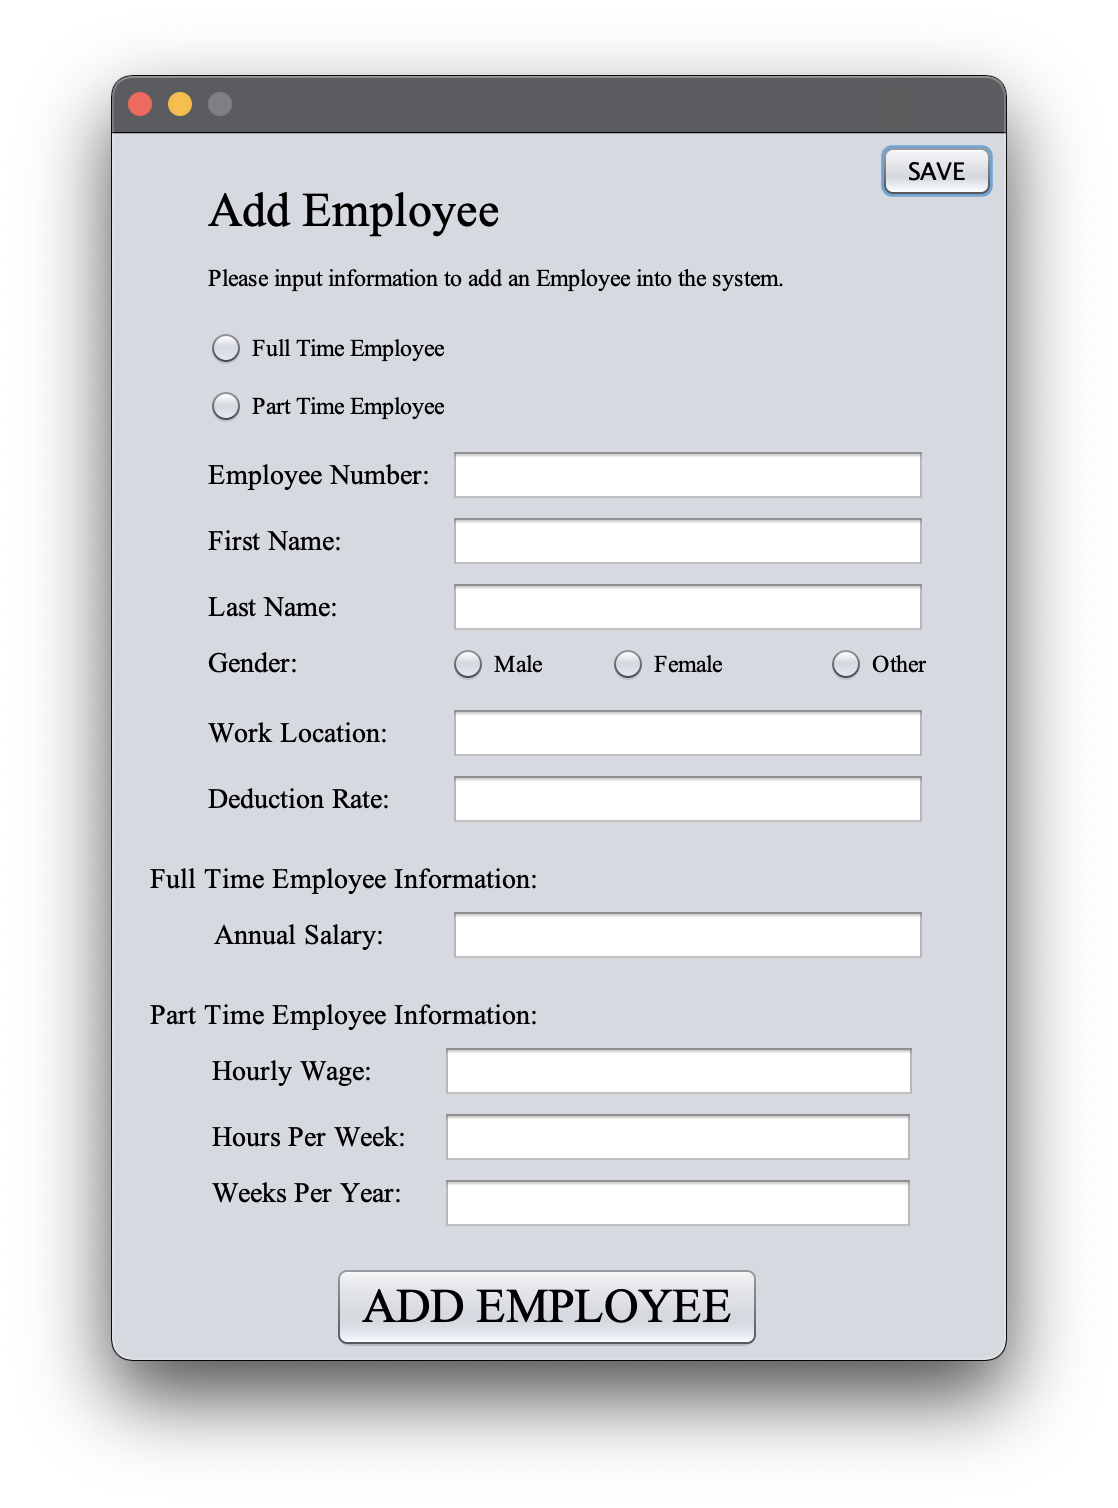 SAVE
Add Employee
Please input information to add an Employee into the system.
Full Time Employee
Part Time Employee
Employee Number:
First Name:
Last Name:
Gender: Male Female Other
Work Location:
Deduction Rate:
Full Time Employee Information:
Annual Salary:
Part Time Employee Information:
Hourly Wage:
Hours Per Week:
Weeks Per Year:
ADD EMPLOYEE